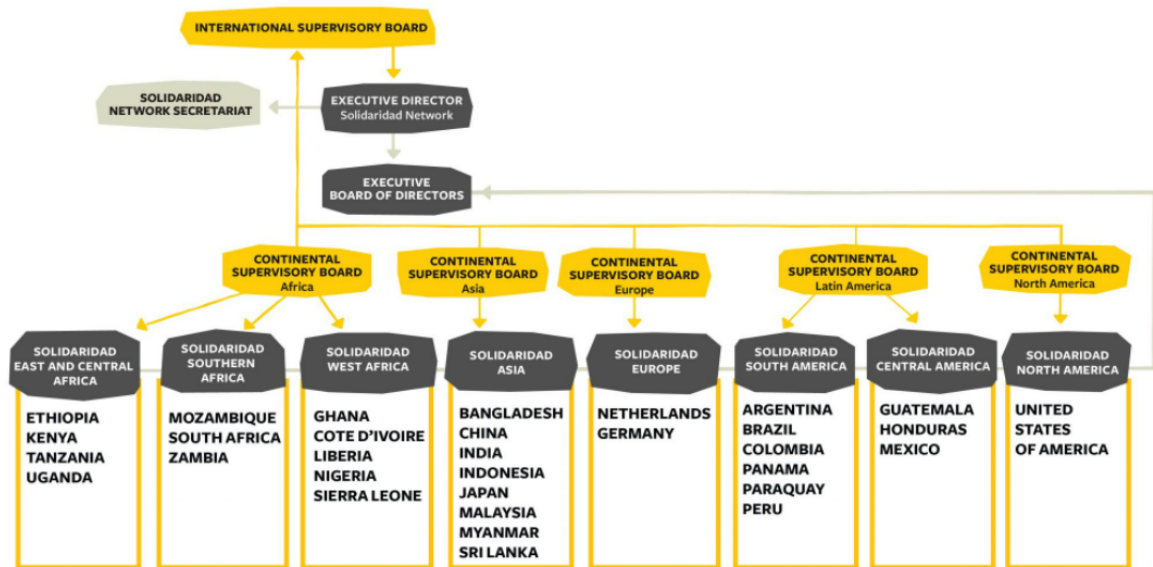 INTERNATIONAL SUPERVISORY BOARD
SOLIDARIDAD
NETWORK SECRETARIAT
EXECUTIVE DIRECTOR
Solidaridad Network
EXECUTIVE
BOARD OF DIRECTORS
CONTINENTAL
SUPERVISORY BOARD
Africa
CONTINENTAL
SUPERVISORY BOARD
Asia
CONTINENTAL
SUPERVISORY BOARD
Europe
CONTINENTAL
SUPERVISORY BOARD
Latin America
CONTINENTAL
SUPERVISORY BOARD
North America
SOLIDARIDAD
EAST AND CENTRAL
AFRICA
ETHIOPIA
KENYA
TANZANIA
UGANDA
SOLIDARIDAD
SOUTHERN
AFRICA
MOZAMBIQUE
SOUTH AFRICA
ZAMBIA
SOLIDARIDAD
WEST AFRICA
GHANA
COTE D'IVOIRE
LIBERIA
NIGERIA
SIERRA LEONE
SOLIDARIDAD
ASIA
BANGLADESH
CHINA
INDIA
INDONESIA
JAPAN
MALAYSIA
MYANMAR
SRI LANKA
SOLIDARIDAD
EUROPE
NETHERLANDS
GERMANY
SOLIDARIDAD
SOUTH AMERICA
ARGENTINA
BRAZIL
COLOMBIA
PANAMA
PARAQUAY
PERU
SOLIDARIDAD
CENTRAL AMERICA
GUATEMALA
HONDURAS
MEXICO
SOLIDARIDAD
NORTH AMERICA
UNITED
STATES
OF AMERICA